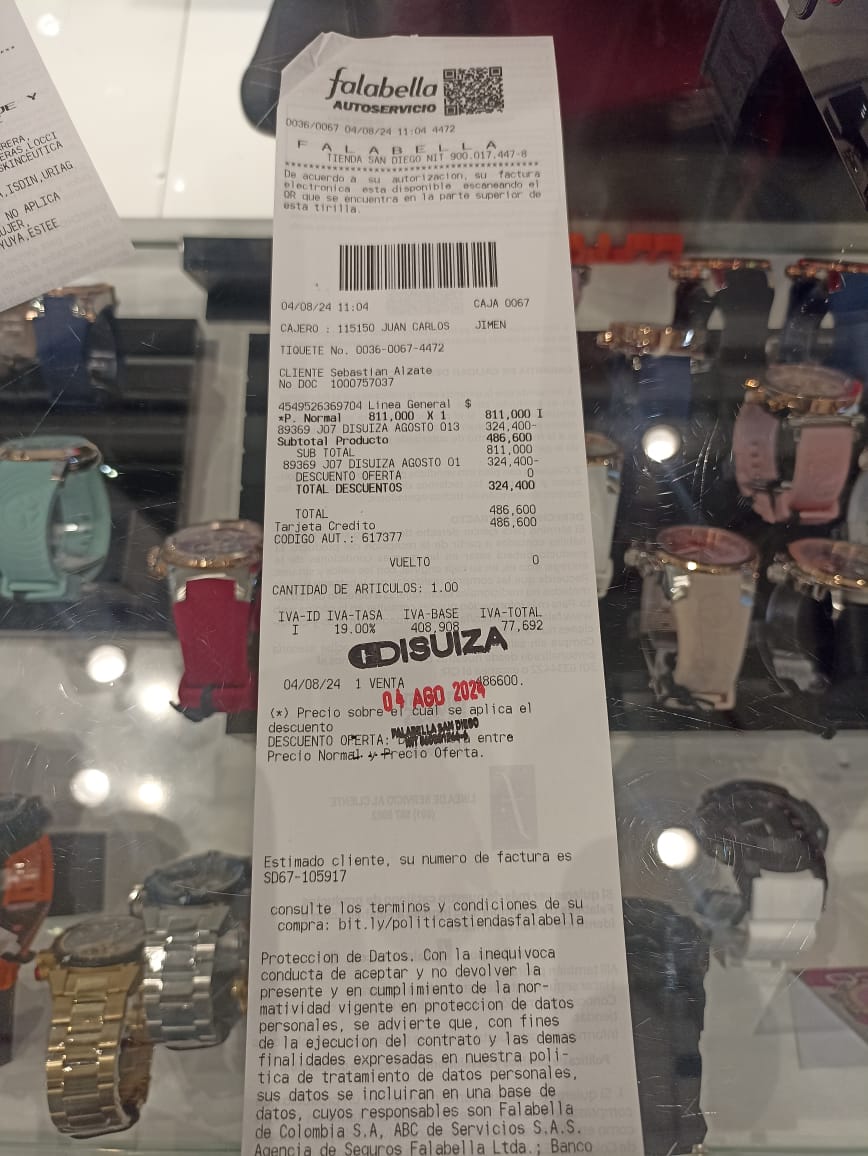 falabella
AUTOSERVICIO
0036/0067 04/08/24 11:04 4472
F A L A B E L L A
TIENDA SAN DIEGO NIT 900.017.447-8
De acuerdo a su autorizacion, su factura
electronica esta disponible escaneando el
QR que se encuentra en la parte superior de
esta tirilla.
04/08/24 11:04 CAJA 0067
CAJERO : 115150 JUAN CARLOS JIMEN
TIQUETE No. 0036-0067-4472
CLIENTE Sebastian Alzate
No DOC 1000757037
4549526369704 Linea General $
*P. Normal 811,000 X 1 811,000 I
89369 J07 DISUIZA AGOSTO 013 324,400-
Subtotal Producto 486,600
SUB TOTAL 811,000
89369 J07 DISUIZA AGOSTO 01 324,400-
DESCUENTO OFERTA 0
TOTAL DESCUENTOS 324,400
TOTAL 486,600
Tarjeta Credito 486,600
CODIGO AUT.: 617377
VUELTO 0
CANTIDAD DE ARTICULOS: 1.00
IVA-ID IVA-TASA IVA-BASE IVA-TOTAL
I 19.00% 408,908 77,692
DISUIZA
04/08/24 1 VENTA 486600.
04 AGO 2024
(*) Precio sobre el cual se aplica el
descuento
FALABELLA SAN DIEGO
DESCUENTO OFERTA: entre
Precio Normal y Precio Oferta.
Estimado cliente, su numero de factura es
SD67-105917
consulte los terminos y condiciones de su
compra: bit.ly/politicastiendasfalabella
Proteccion de Datos. Con la inequivoca
conducta de aceptar y no devolver la
presente y en cumplimiento de la nor-
matividad vigente en proteccion de datos
personales, se advierte que, con fines
de la ejecucion del contrato y las demas
finalidades expresadas en nuestra poli-
tica de tratamiento de datos personales,
sus datos se incluiran en una base de
datos, cuyos responsables son Falabella
de Colombia S.A, ABC de Servicios S.A.S.
Agencia de Seguros Falabella Ltda.; Banco
NO APLICA